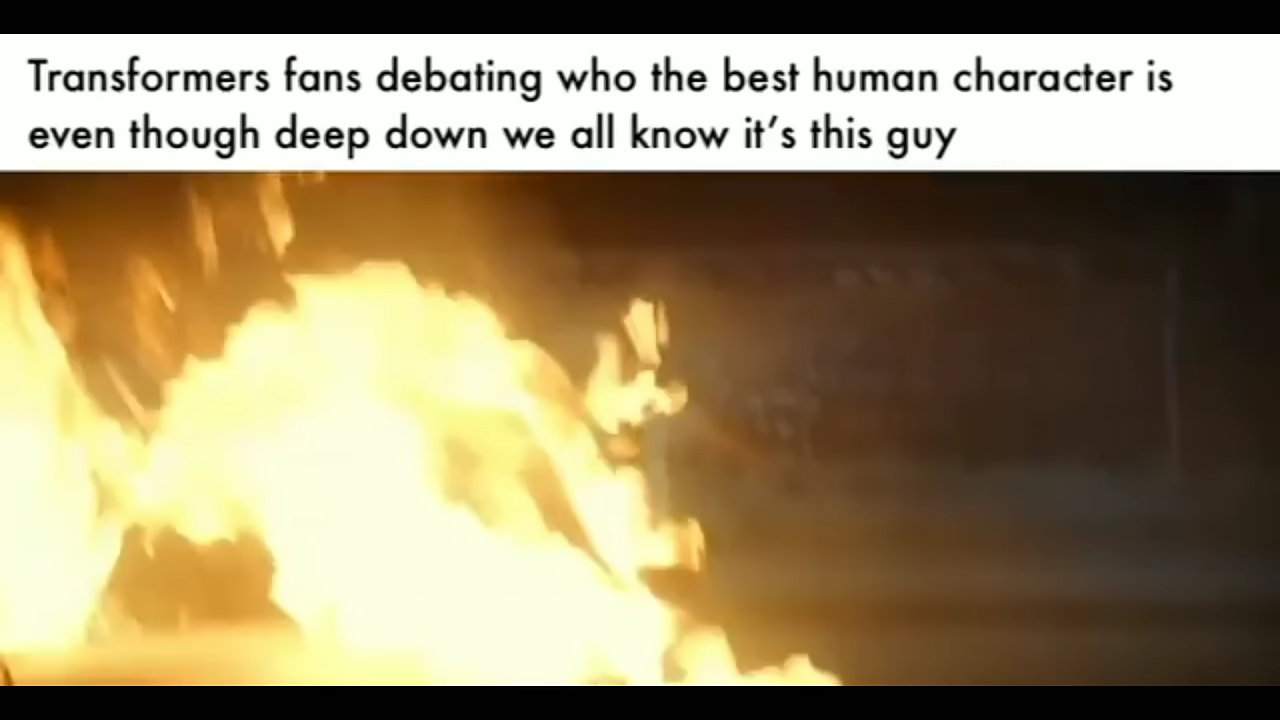 Transformers fans debating who the best human character is
even though deep down we all know it's this guy